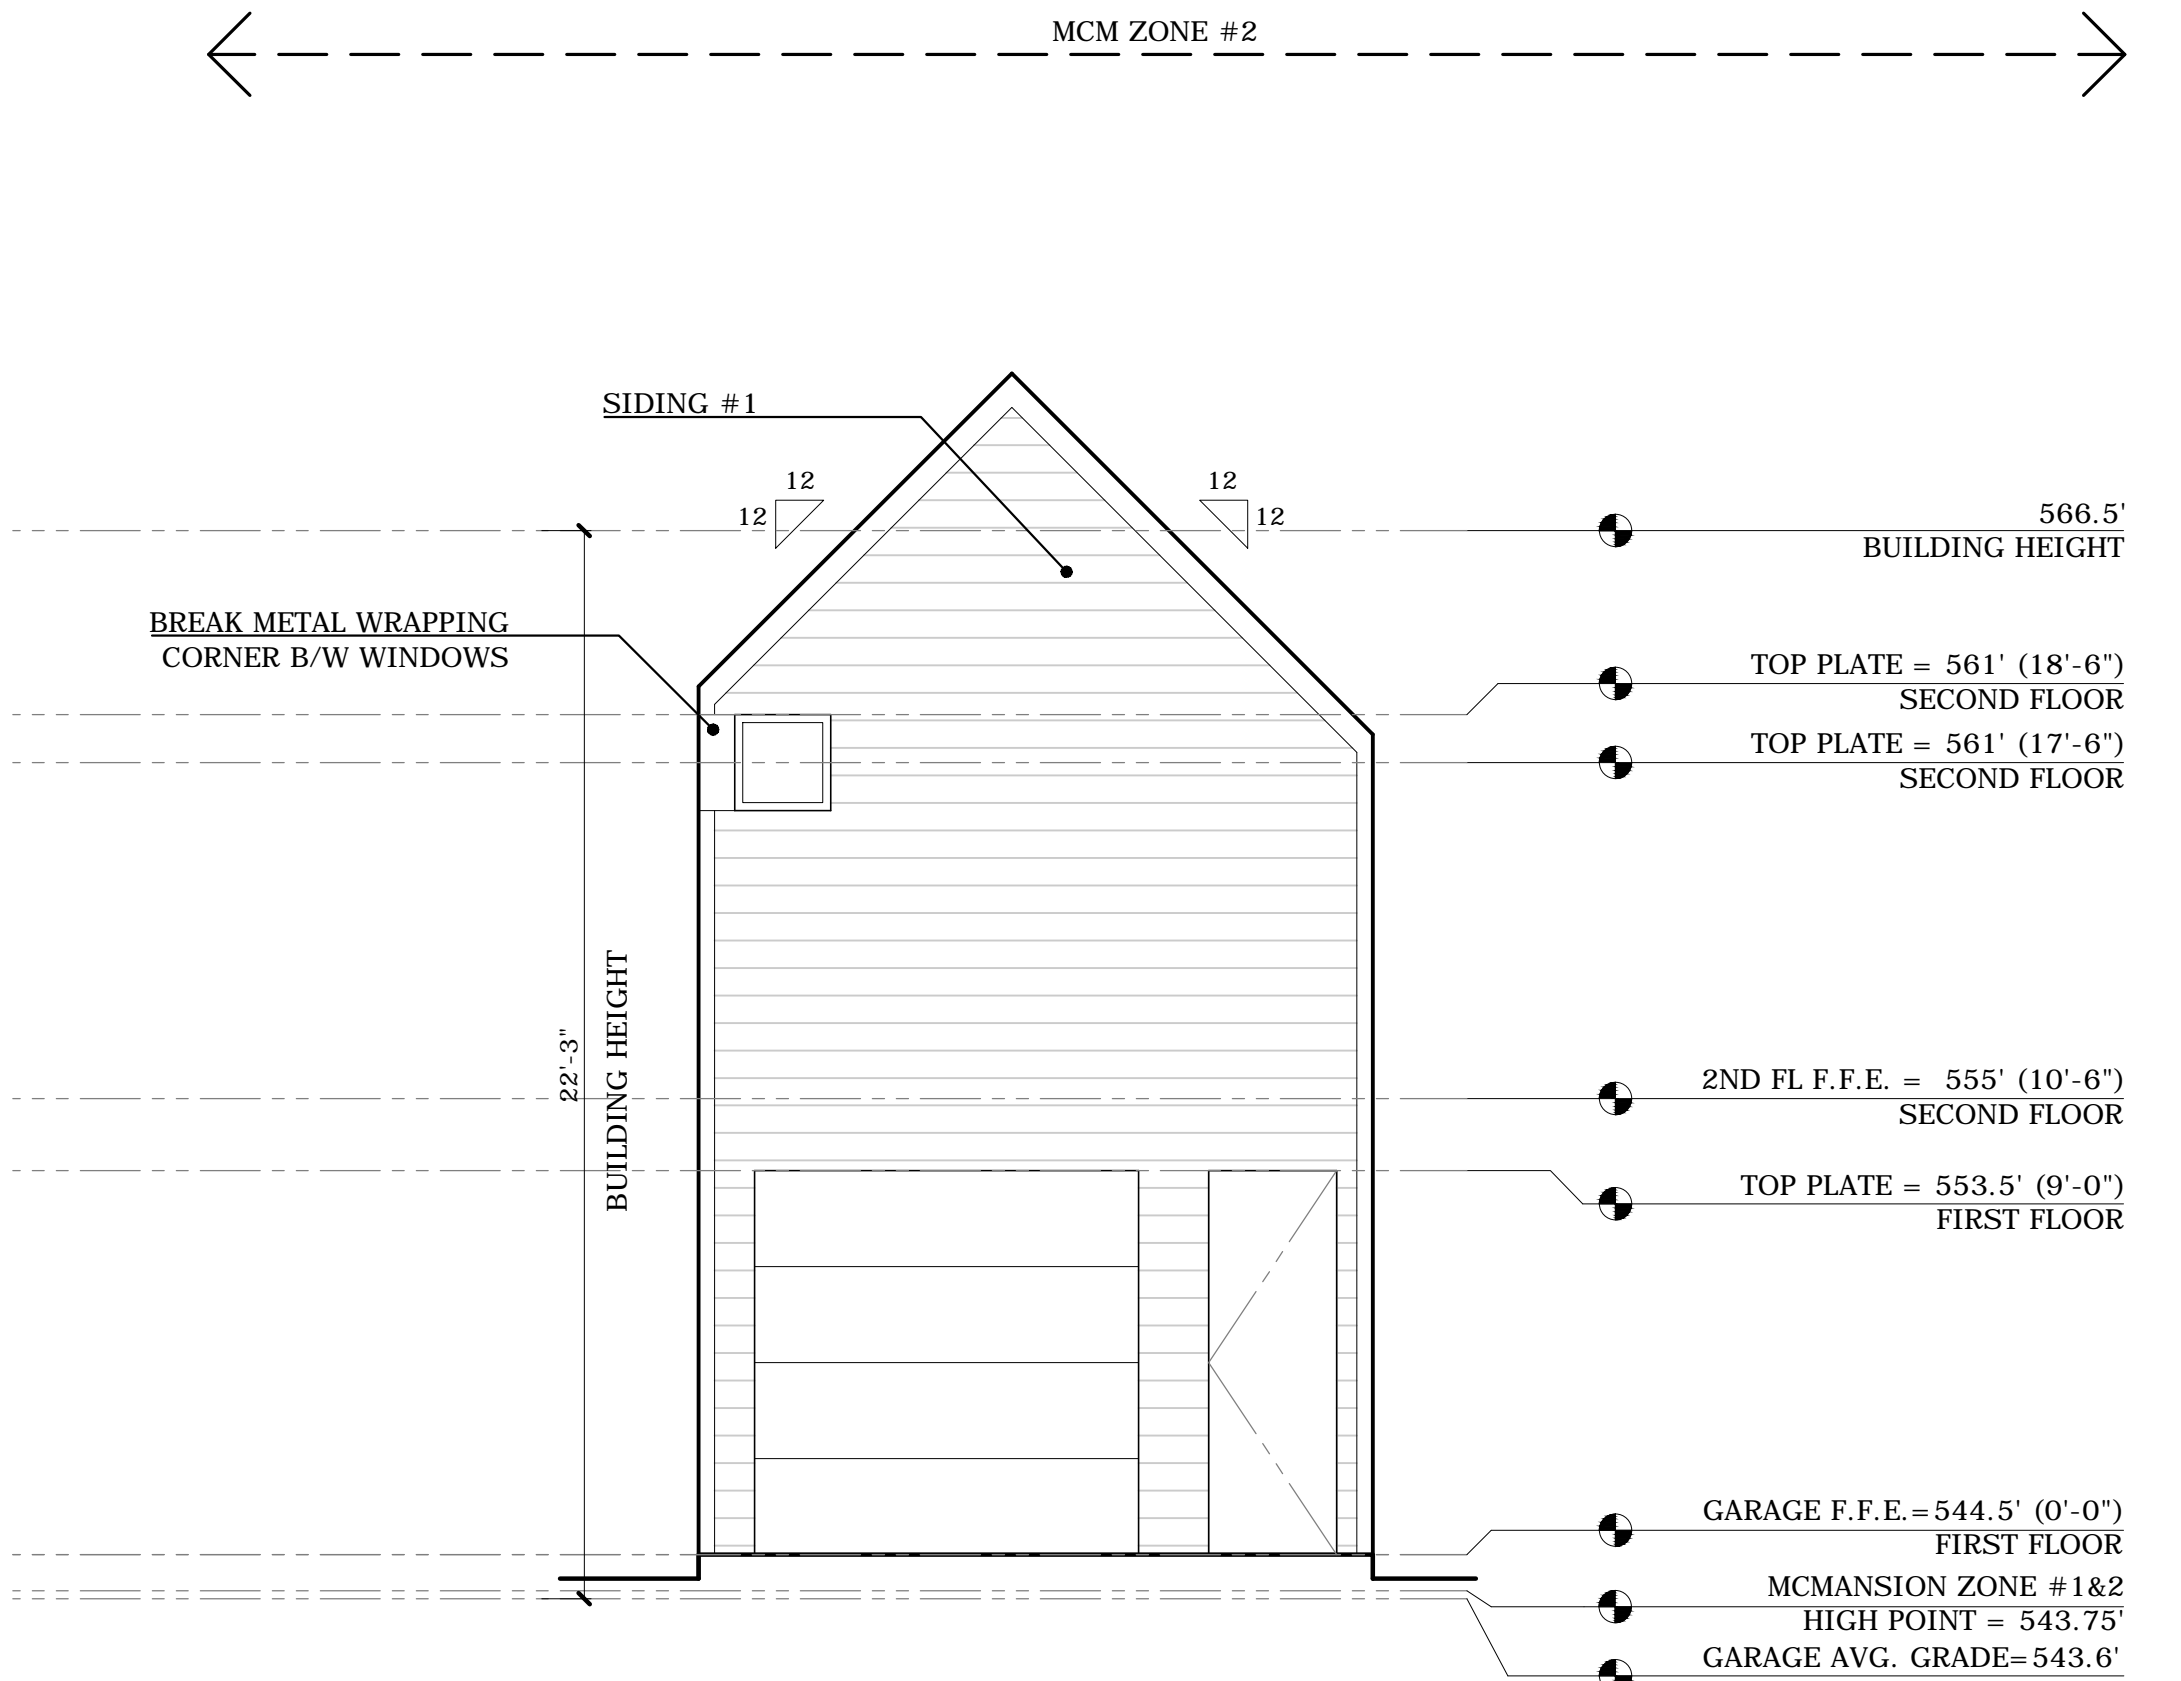 MCM ZONE #2
SIDING #1
12
12
12
12
566.5'
BUILDING HEIGHT
BREAK METAL WRAPPING
CORNER B/W WINDOWS
TOP PLATE = 561' (18'-6")
SECOND FLOOR
TOP PLATE = 561' (17'-6")
SECOND FLOOR
22'-3"
BUILDING HEIGHT
2ND FL F.F.E. = 555' (10'-6")
SECOND FLOOR
TOP PLATE = 553.5' (9'-0")
FIRST FLOOR
GARAGE F.F.E.=544.5' (0'-0")
FIRST FLOOR
MCMANSION ZONE #1&2
HIGH POINT = 543.75'
GARAGE AVG. GRADE=543.6'